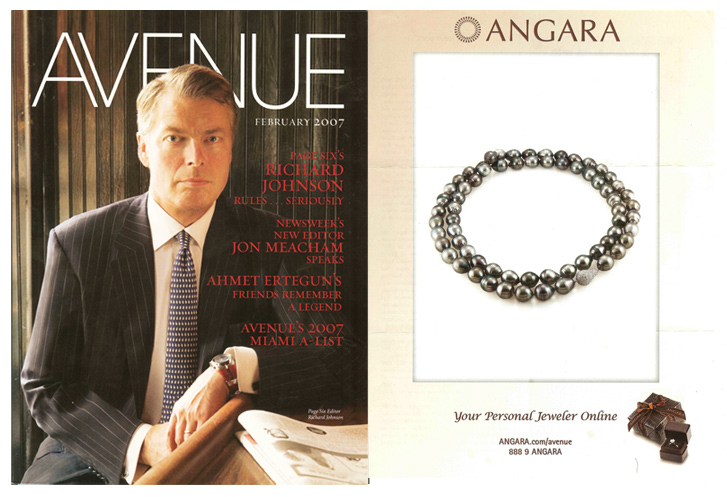 AVENUE
FEBRUARY 2007
PAGE SIX'S
RICHARD
JOHNSON
RULES . . . SERIOUSLY
NEWSWEEK'S
NEW EDITOR
JON MEACHAM
SPEAKS
AHMET ERTEGUN'S
FRIENDS REMEMBER
A LEGEND
AVENUE'S 2007
MIAMI A-LIST
Page Six Editor
Richard Johnson
ANGARA
Your Personal Jeweler Online
ANGARA.com/avenue
888 9 ANGARA